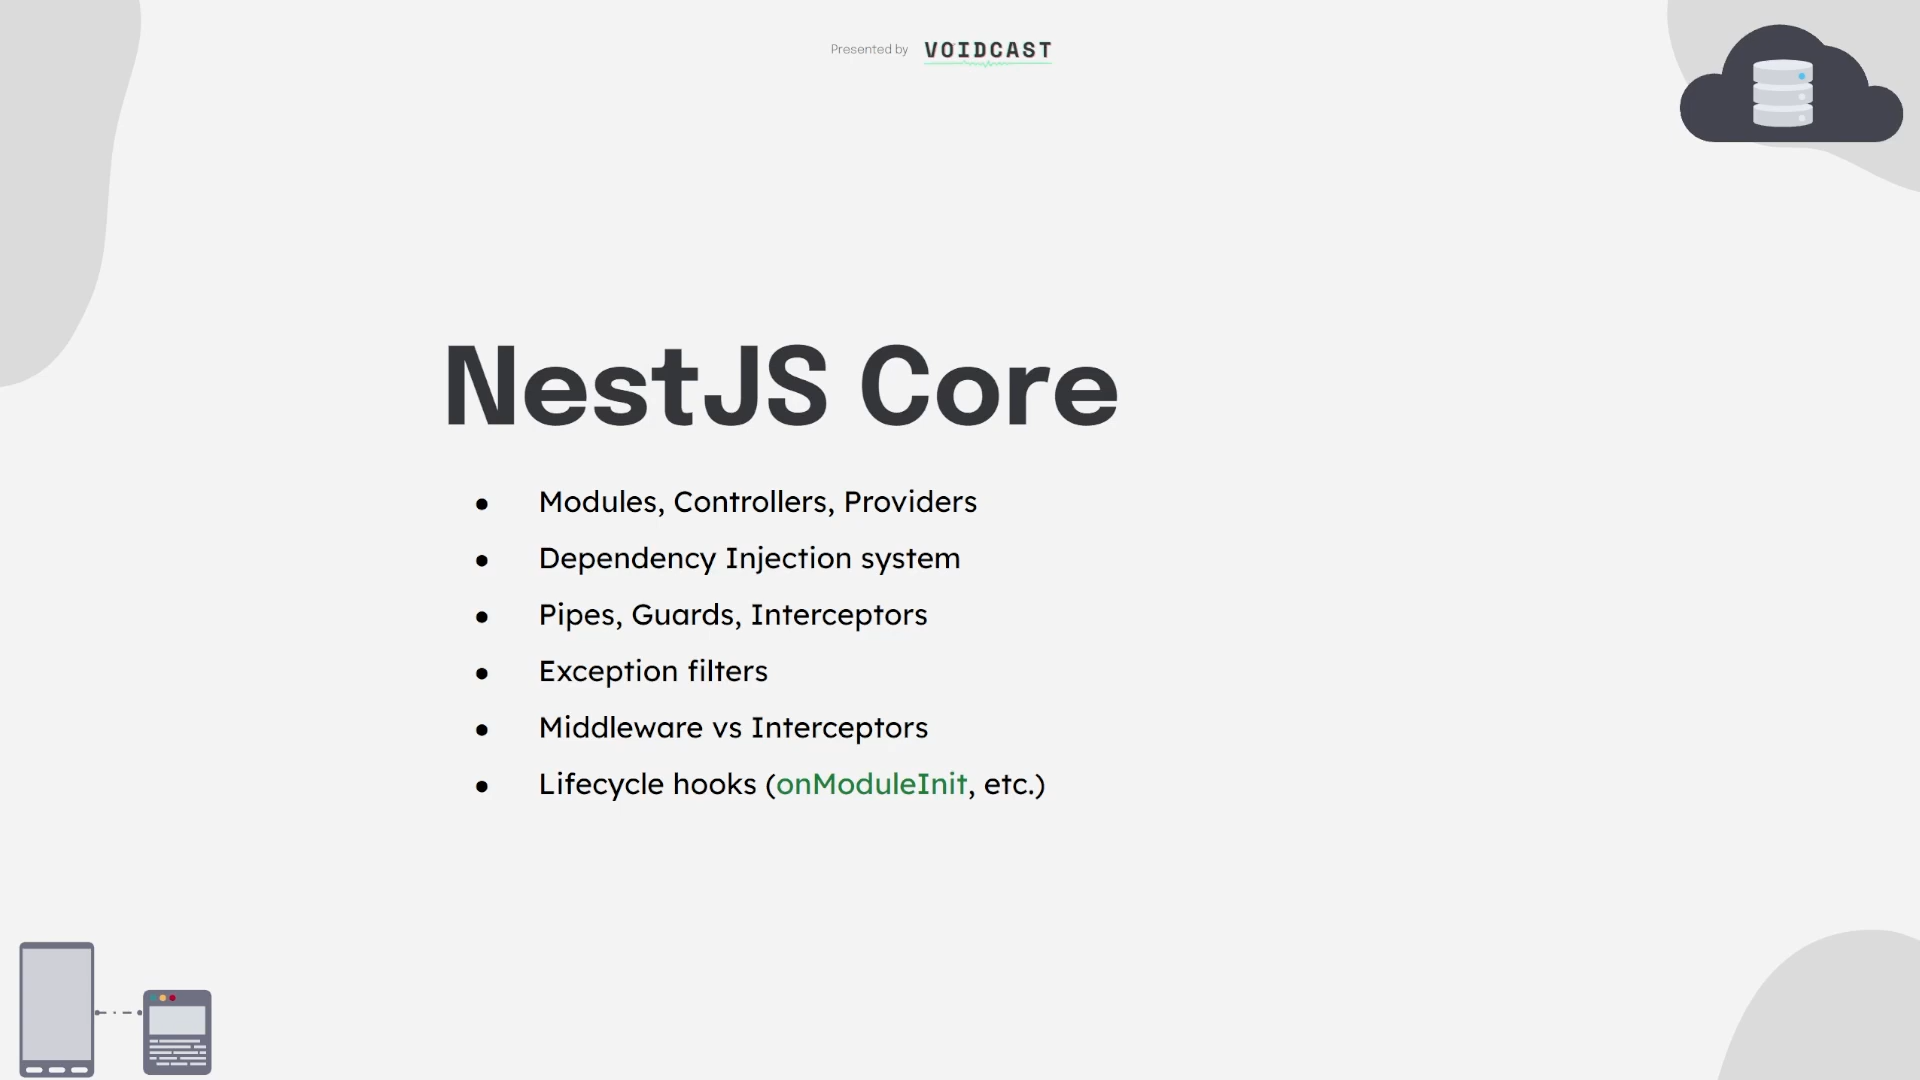 Presented by VOIDCAST
NestJS Core
● Modules, Controllers, Providers
● Dependency Injection system
● Pipes, Guards, Interceptors
● Exception filters
● Middleware vs Interceptors
● Lifecycle hooks (onModuleInit, etc.)